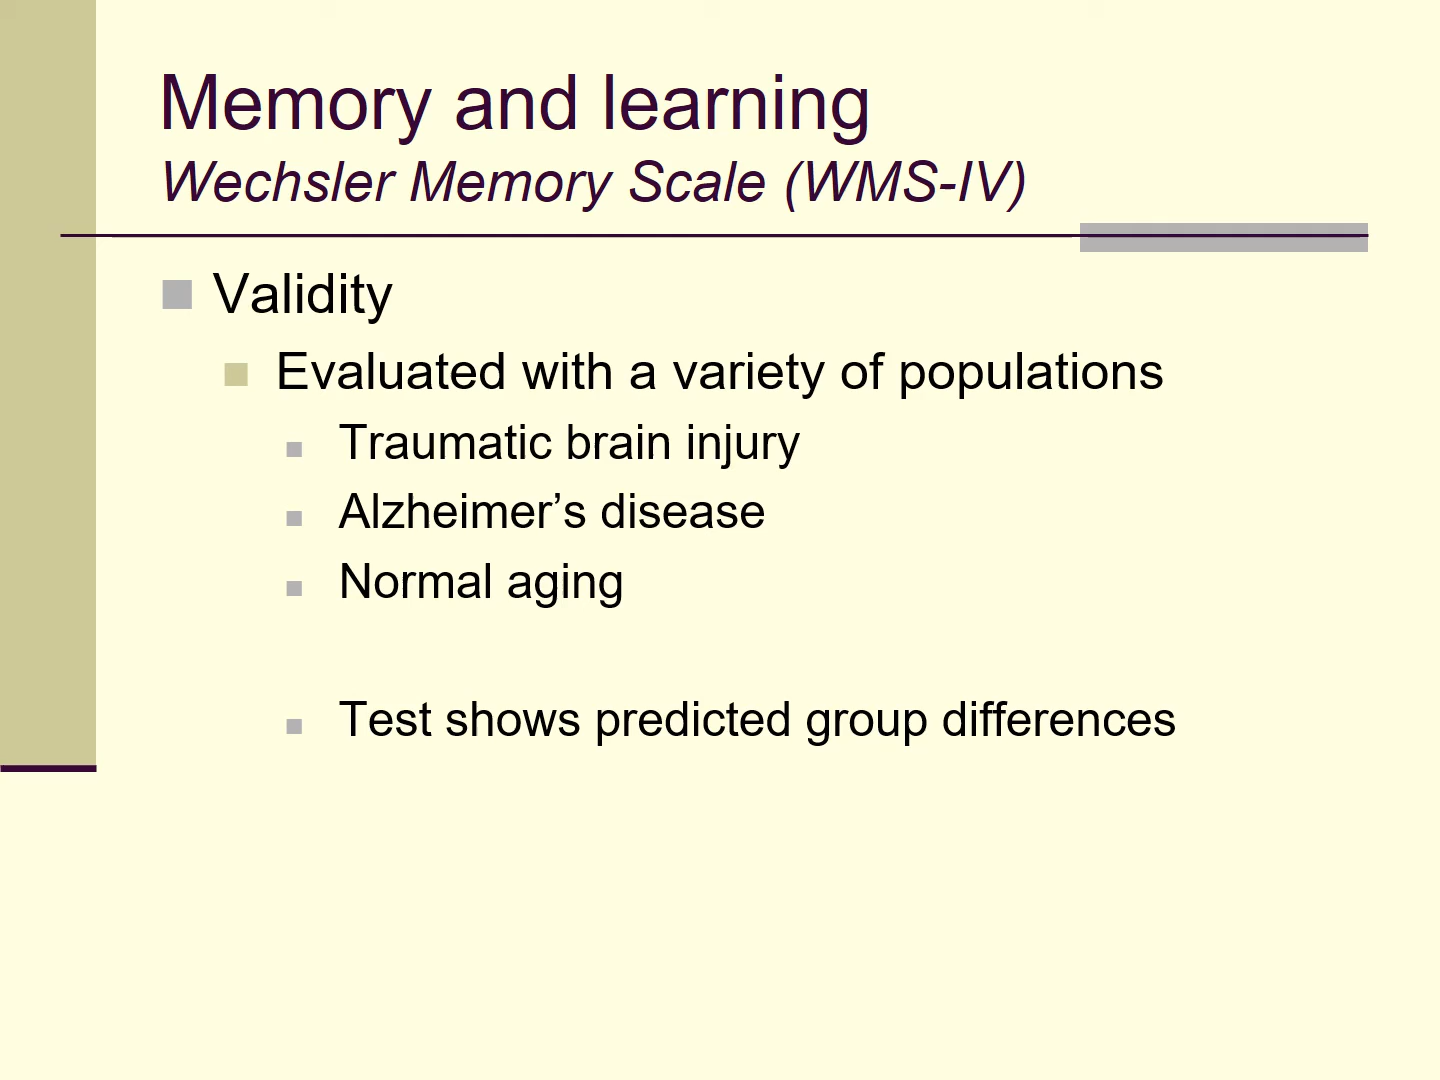 Memory and learning
Wechsler Memory Scale (WMS-IV)
Validity
Evaluated with a variety of populations
Traumatic brain injury
Alzheimer’s disease
Normal aging
Test shows predicted group differences